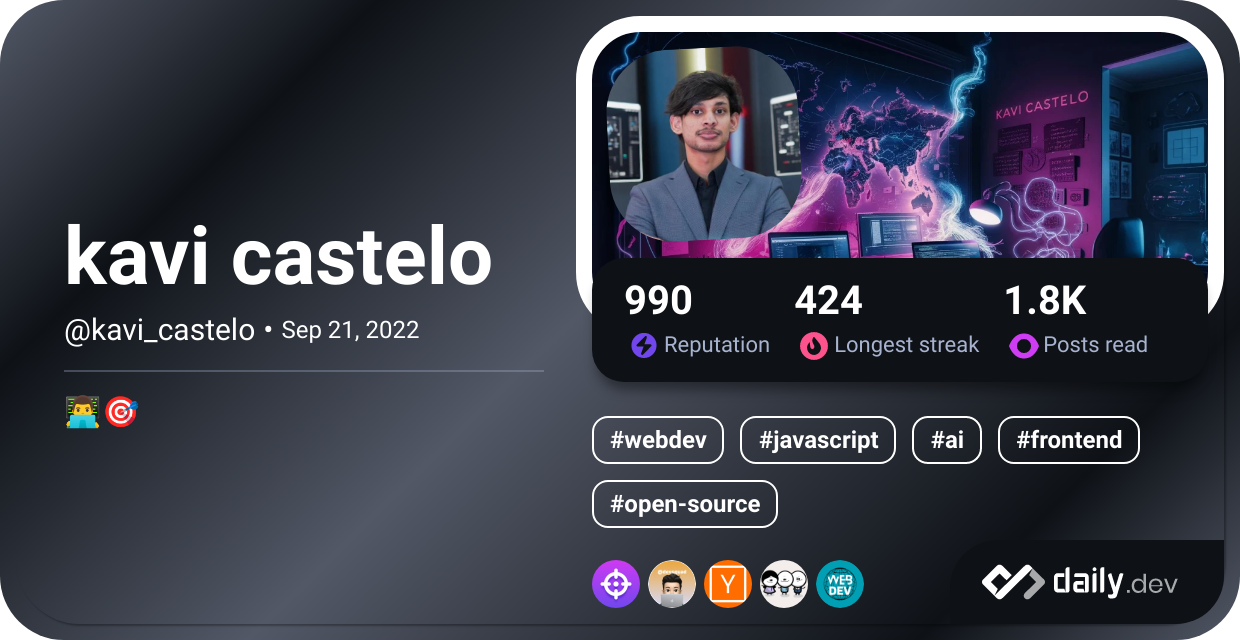 kavi castelo
@kavi_castelo • Sep 21, 2022
KAVI CASTELO
990
424
1.8K
Reputation
Longest streak
Posts read
#webdev
#javascript
#ai
#frontend
#open-source
Y
WEB
DEV
daily.dev